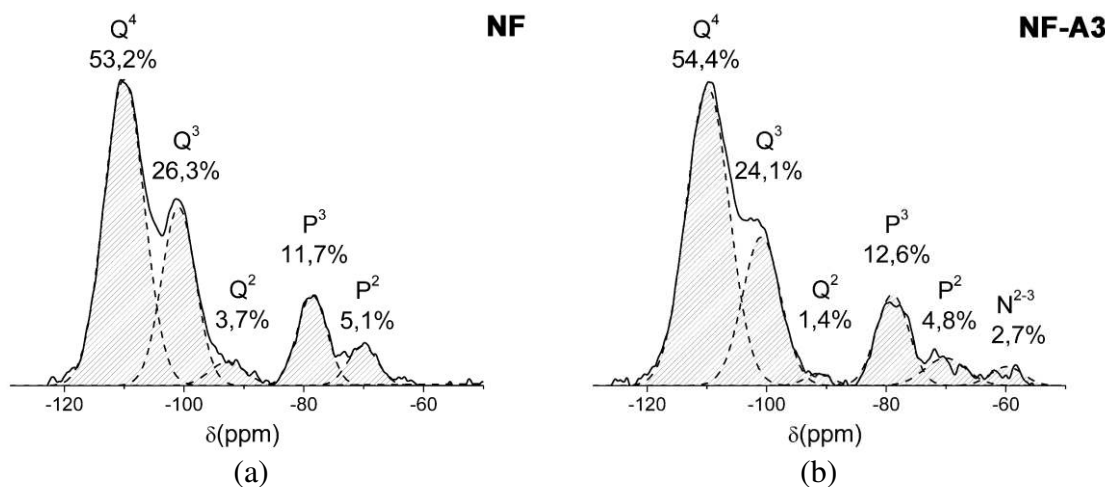 NF
Q⁴
53,2%
Q³
26,3%
Q²
3,7%
P³
11,7%
P²
5,1%
-120 -100 -80 -60
δ(ppm)
(a)
NF-A3
Q⁴
54,4%
Q³
24,1%
Q²
1,4%
P³
12,6%
P²
4,8%
N²⁻³
2,7%
-120 -100 -80 -60
δ(ppm)
(b)